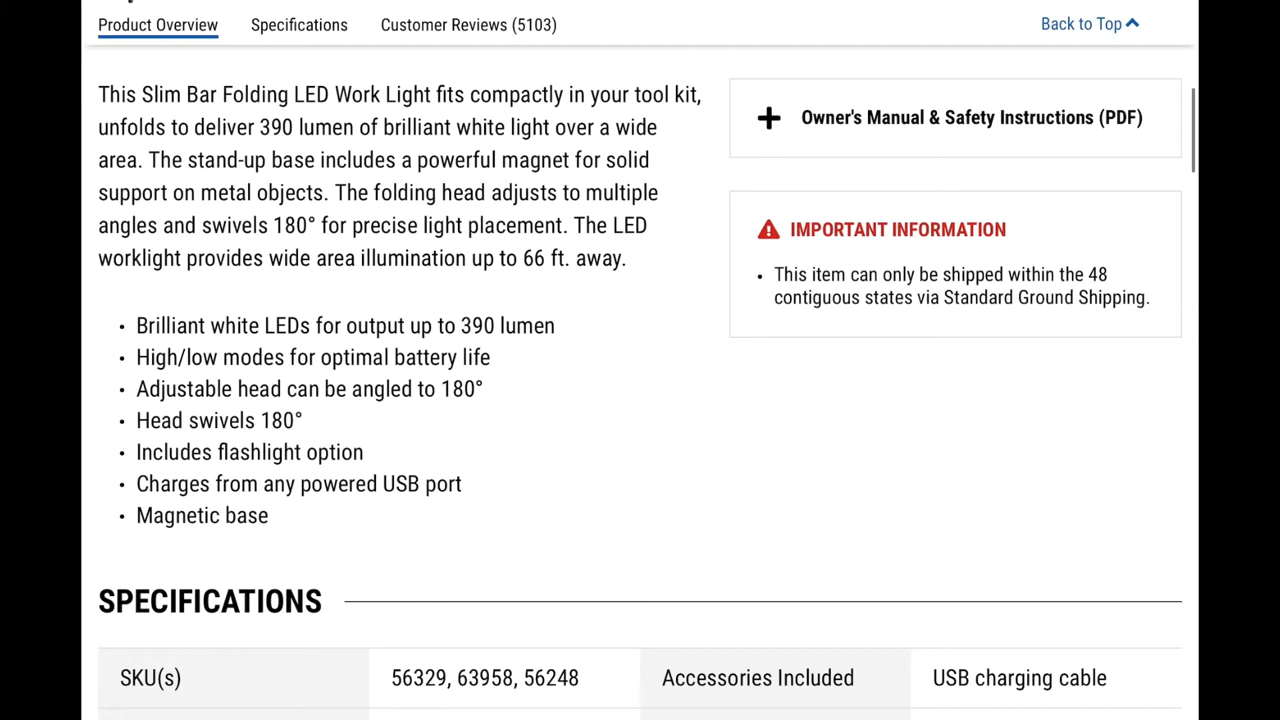 Product Overview
Specifications
Customer Reviews (5103)
Back to Top
This Slim Bar Folding LED Work Light fits compactly in your tool kit,
unfolds to deliver 390 lumen of brilliant white light over a wide
area. The stand-up base includes a powerful magnet for solid
support on metal objects. The folding head adjusts to multiple
angles and swivels 180° for precise light placement. The LED
worklight provides wide area illumination up to 66 ft. away.
• Brilliant white LEDs for output up to 390 lumen
• High/low modes for optimal battery life
• Adjustable head can be angled to 180°
• Head swivels 180°
• Includes flashlight option
• Charges from any powered USB port
• Magnetic base
Owner's Manual & Safety Instructions (PDF)
IMPORTANT INFORMATION
• This item can only be shipped within the 48
contiguous states via Standard Ground Shipping.
SPECIFICATIONS
SKU(s)
56329, 63958, 56248
Accessories Included
USB charging cable